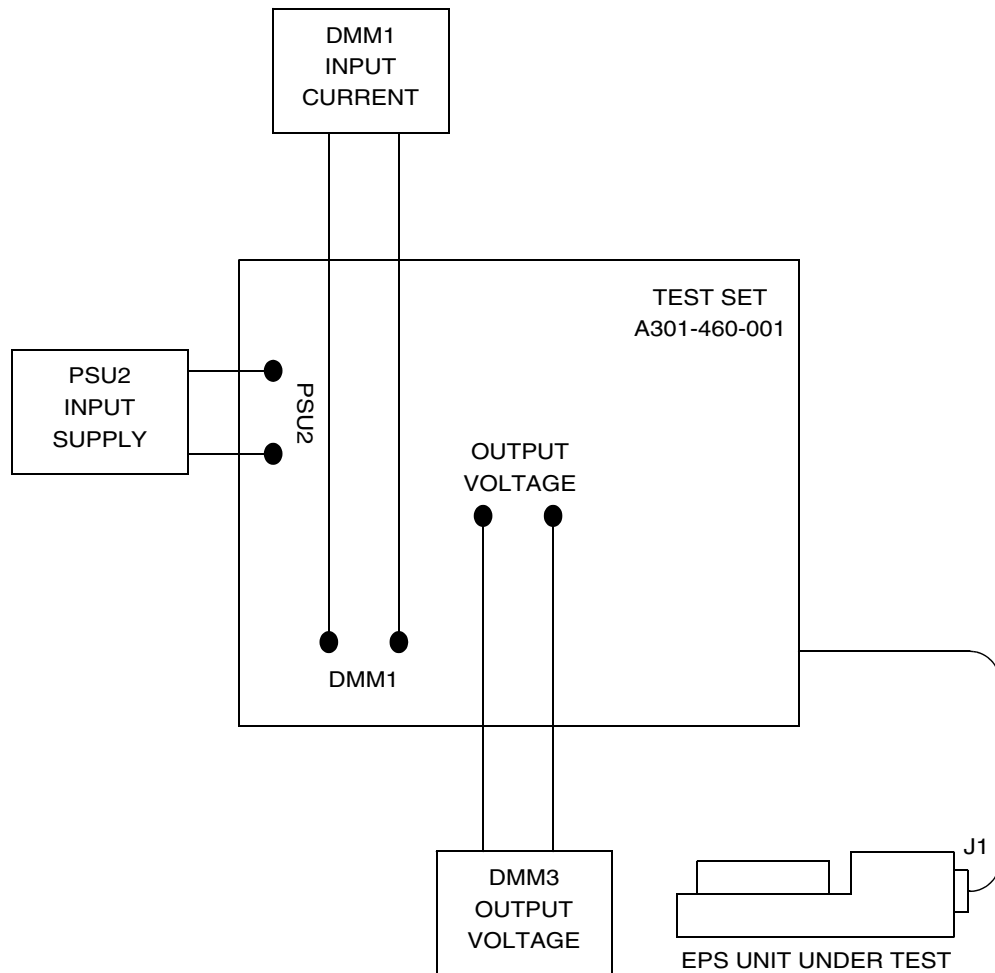 DMM1
INPUT
CURRENT
TEST SET
A301-460-001
PSU2
INPUT
SUPPLY
PSU2
OUTPUT
VOLTAGE
DMM1
DMM3
OUTPUT
VOLTAGE
J1
EPS UNIT UNDER TEST